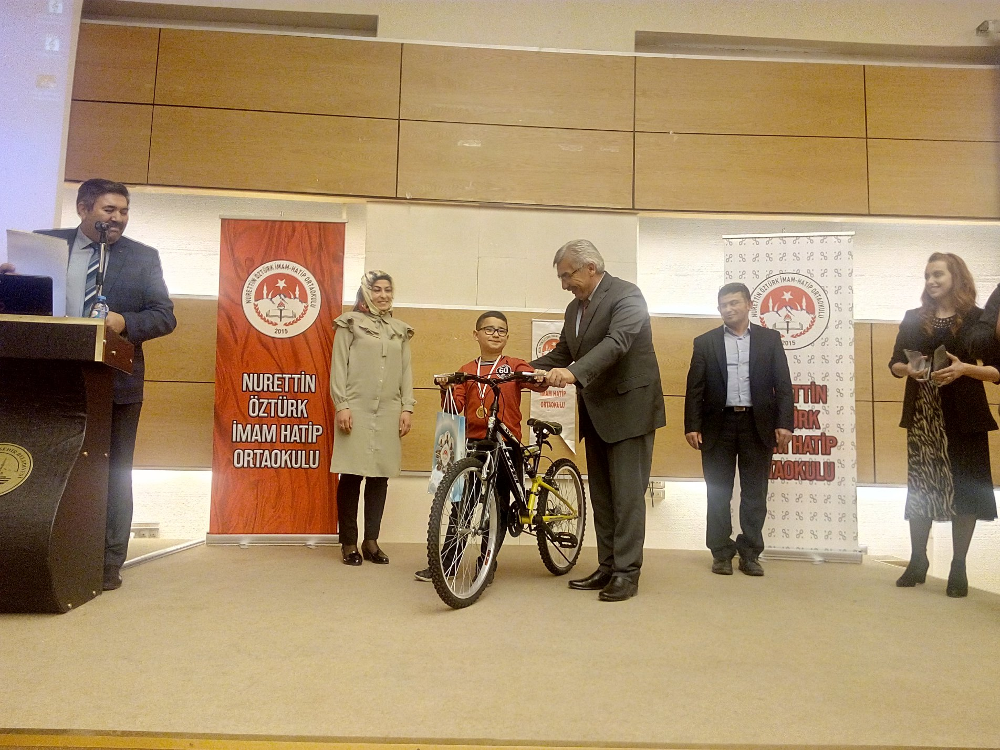 NURETTİN ÖZTÜRK İMAM-HATİP ORTAOKULU
2015
NURETTİN
ÖZTÜRK
İMAM HATİP
ORTAOKULU
60
İMAM HATİP
ORTAOKULU
NURETTİN ÖZTÜRK İMAM-HATİP ORTAOKULU
2015
HATİP